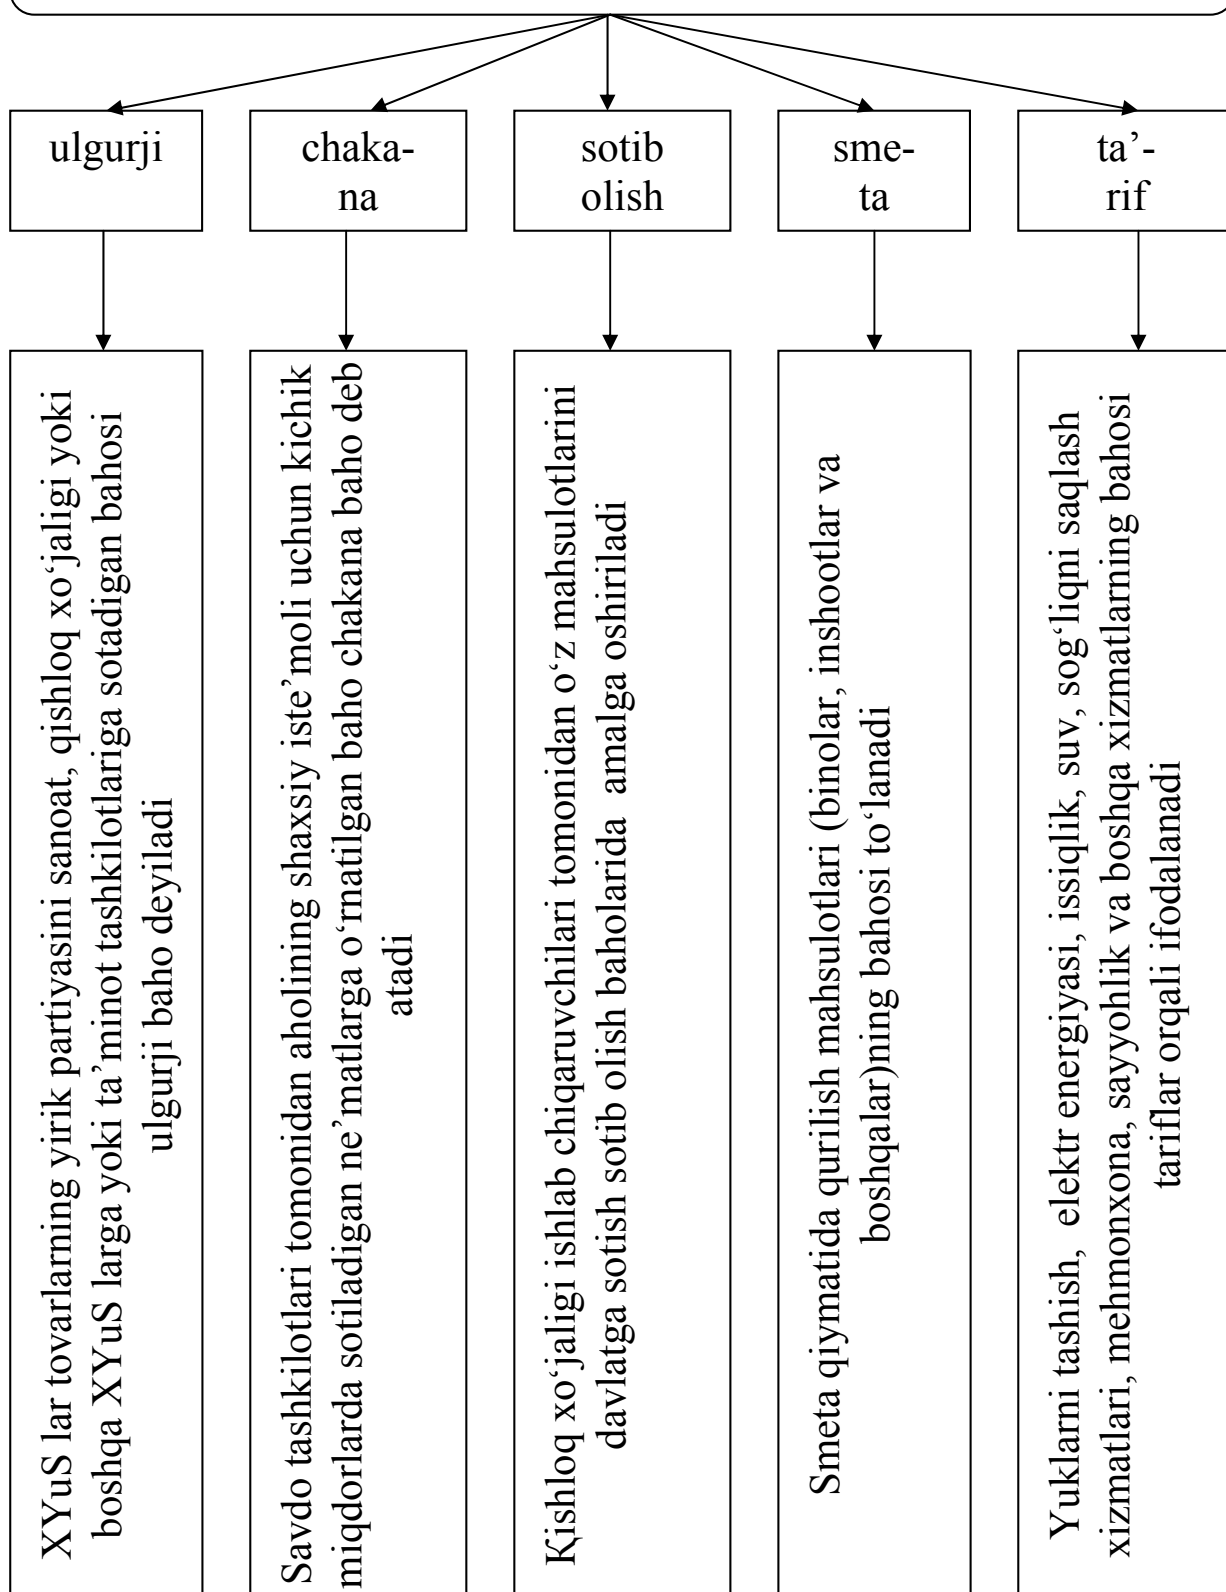 ulgurji
chaka-
na
sotib
olish
sme-
ta
ta’-
rif
XYuS lar tovarlarning yirik partiyasini sanoat, qishloq xo‘jaligi yoki
boshqa XYuS larga yoki ta’minot tashkilotlariga sotadigan bahosi
ulgurji baho deyiladi
Savdo tashkilotlari tomonidan aholining shaxsiy iste’moli uchun kichik
miqdorlarda sotiladigan ne’matlarga o‘rnatilgan baho chakana baho deb
atadi
Қishloq xo‘jaligi ishlab chiqaruvchilari tomonidan o‘z mahsulotlarini
davlatga sotish sotib olish baholarida amalga oshiriladi
Smeta qiymatida qurilish mahsulotlari (binolar, inshootlar va
boshqalar)ning bahosi to‘lanadi
Yuklarni tashish, elektr energiyasi, issiqlik, suv, sog‘liqni saqlash
xizmatlari, mehmonxona, sayyohlik va boshqa xizmatlarning bahosi
tariflar orqali ifodalanadi